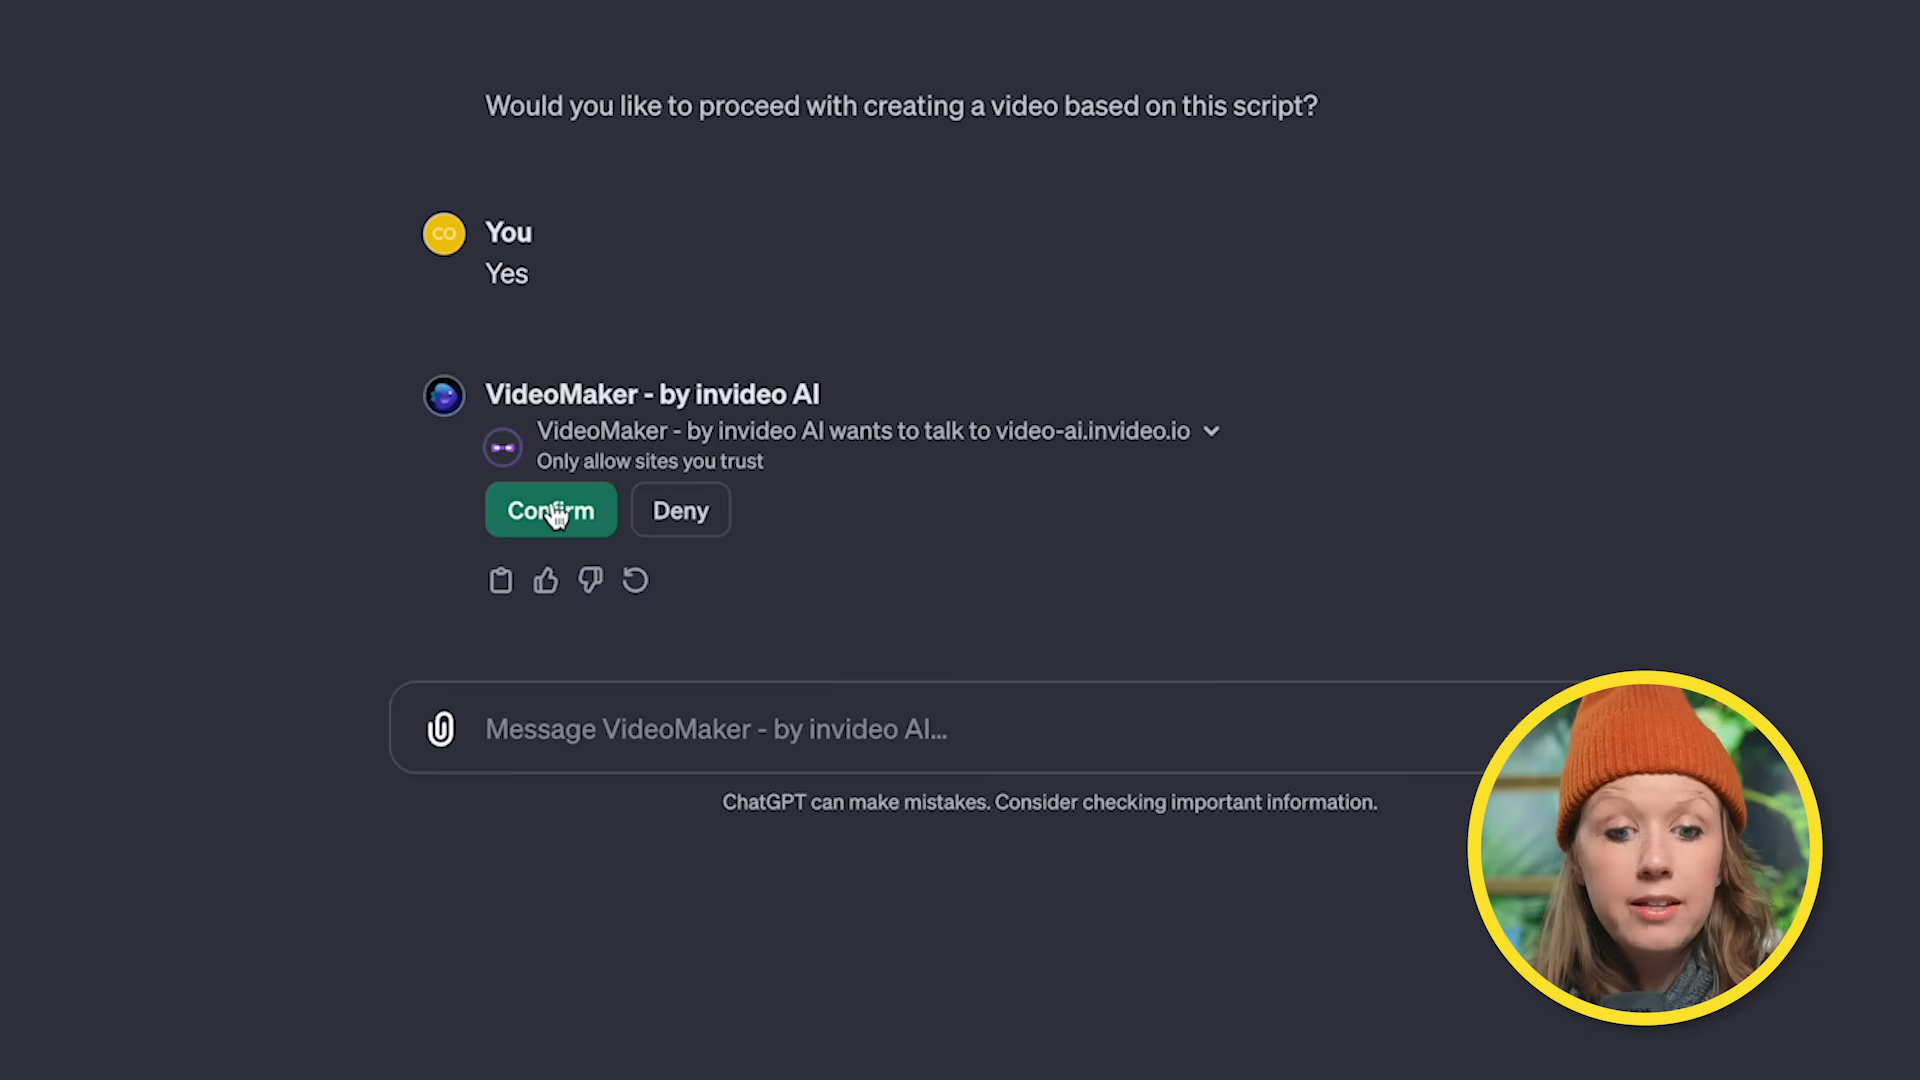 Would you like to proceed with creating a video based on this script?
CO
You
Yes
VideoMaker - by invideo AI
VideoMaker - by invideo AI wants to talk to video-ai.invideo.io
Only allow sites you trust
Confirm
Deny
Message VideoMaker - by invideo AI...
ChatGPT can make mistakes. Consider checking important information.